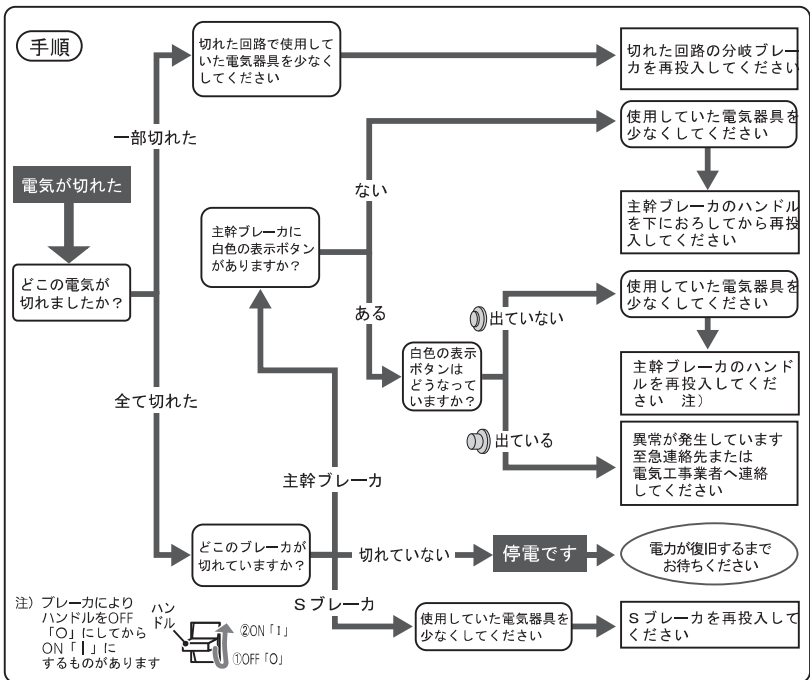 手順
切れた回路で使用して
いた電気器具を少なく
してください
切れた回路の分岐ブレー
カを再投入してください
一部切れた
電気が切れた
どこの電気が
切れましたか？
全て切れた
主幹ブレーカに
白色の表示ボタン
がありますか？
ない
使用していた電気器具を
少なくしてください
主幹ブレーカのハンドル
を下におろしてから再投
入してください
ある
白色の表示
ボタンは
どうなって
いますか？
出ていない
使用していた電気器具を
少なくしてください
主幹ブレーカのハンド
ルを再投入してくだ
さい 注）
出ている
異常が発生しています
至急連絡先または
電気工事業者へ連絡
してください
主幹ブレーカ
どこのブレーカが
切れていますか？
切れていない
停電です
電力が復旧するまで
お待ちください
Sブレーカ
使用していた電気器具を
少なくしてください
Sブレーカを再投入して
ください
注）ブレーカにより
ハンドルをOFF
「O」にしてから
ON「|」に
するものがあります
ハン
ドル
②ON「I」
①OFF「O」